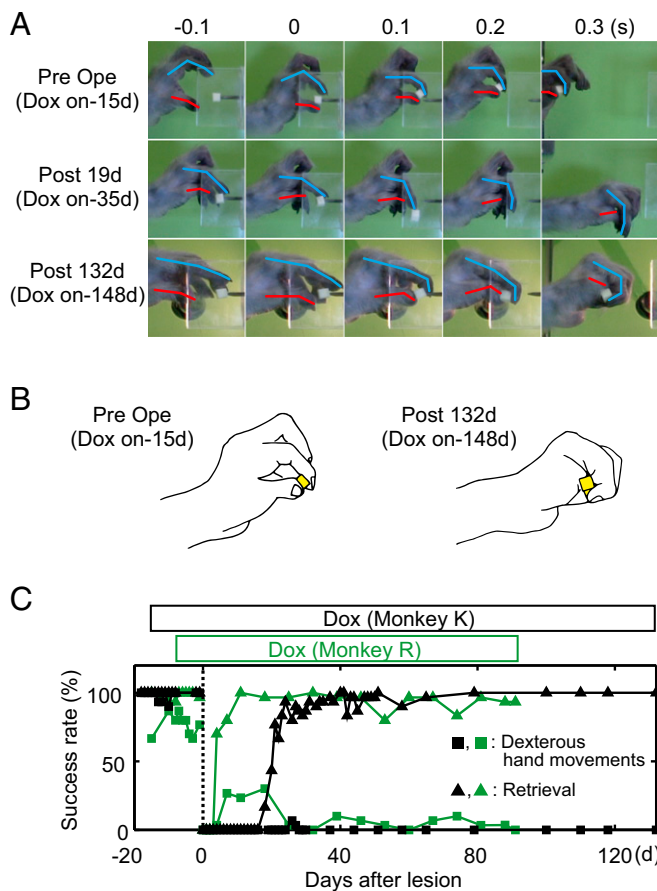 A
-0.1 0 0.1 0.2 0.3 (s)
Pre Ope
(Dox on-15d)
Post 19d
(Dox on-35d)
Post 132d
(Dox on-148d)
B
Pre Ope
(Dox on-15d)
Post 132d
(Dox on-148d)
C
Dox (Monkey K)
Dox (Monkey R)
Success rate (%)
100
50
0
, : Dexterous
hand movements
, : Retrieval
-20 0 40 80 120 (d)
Days after lesion